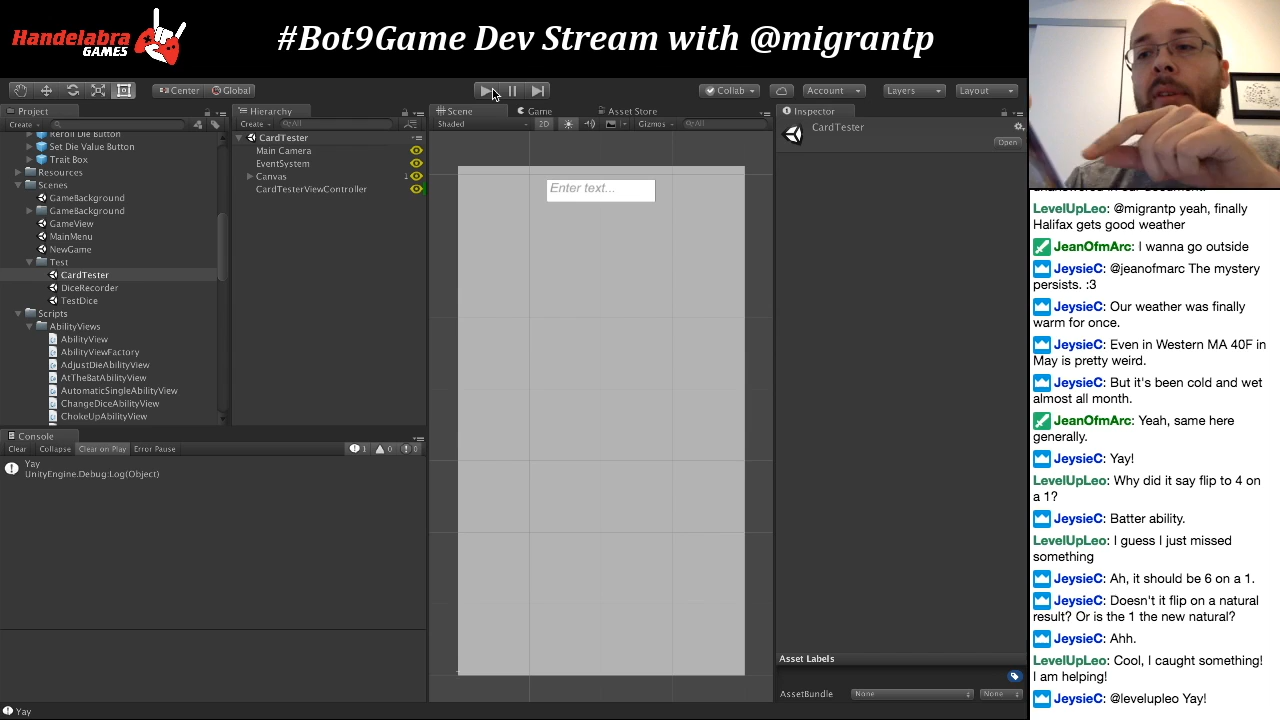 Handelabra
GAMES
#Bot9Game Dev Stream with @migrantp
Center
Global
Collab
Account
Layers
Layout
Project
Create
Reroll Die Button
Set Die Value Button
Trait Box
Resources
Scenes
GameBackground
GameBackground
GameView
MainMenu
NewGame
Test
CardTester
DiceRecorder
TestDice
Scripts
AbilityViews
AbilityView
AbilityViewFactory
AdjustDieAbilityView
AtTheBatAbilityView
AutomaticSingleAbilityView
ChangeDiceAbilityView
ChokeUpAbilityView
Hierarchy
Create
All
CardTester
Main Camera
EventSystem
Canvas
1
CardTesterViewController
Scene
Game
Asset Store
Shaded
2D
Gizmos
All
Enter text...
Inspector
CardTester
Open
Asset Labels
AssetBundle
None
None
Console
Clear
Collapse
Clear on Play
Error Pause
1
0
0
Yay
UnityEngine.Debug:Log(Object)
Yay
LevelUpLeo: @migrantp yeah, finally
Halifax gets good weather
JeanOfmArc: I wanna go outside
JeysieC: @jeanofmarc The mystery
persists. :3
JeysieC: Our weather was finally
warm for once.
JeysieC: Even in Western MA 40F in
May is pretty weird.
JeysieC: But it's been cold and wet
almost all month.
JeanOfmArc: Yeah, same here
generally.
JeysieC: Yay!
LevelUpLeo: Why did it say flip to 4 on
a 1?
JeysieC: Batter ability.
LevelUpLeo: I guess I just missed
something
JeysieC: Ah, it should be 6 on a 1.
JeysieC: Doesn't it flip on a natural
result? Or is the 1 the new natural?
JeysieC: Ahh.
LevelUpLeo: Cool, I caught something!
I am helping!
JeysieC: @levelupleo Yay!